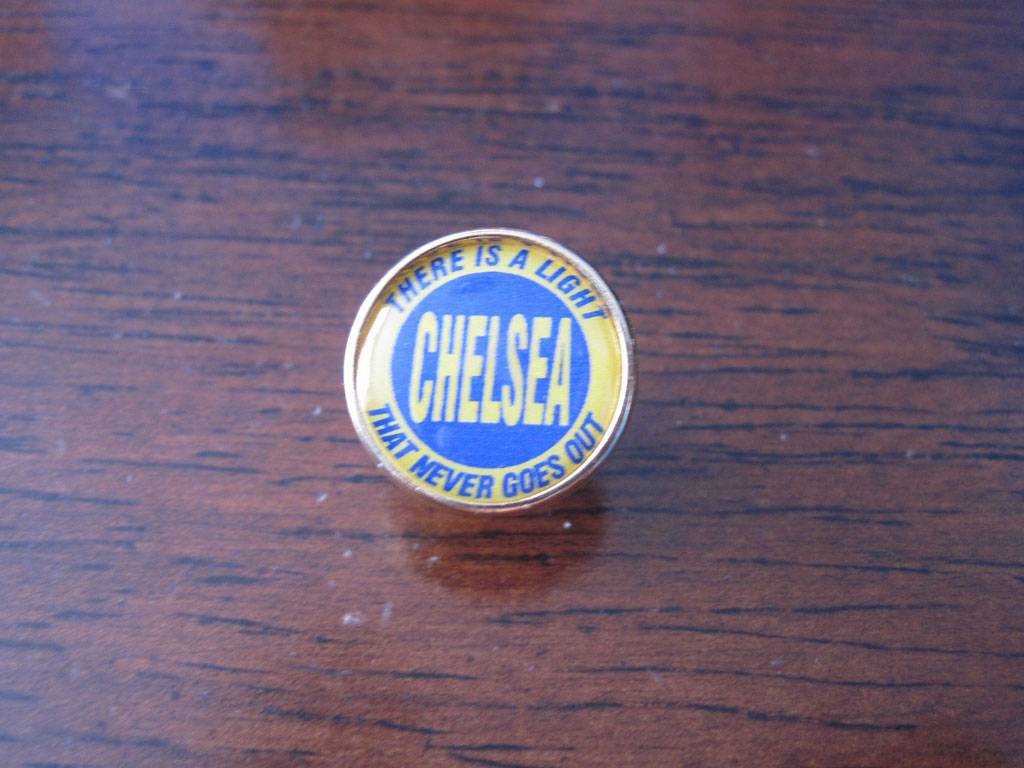 THERE IS A LIGHT
CHELSEA
THAT NEVER GOES OUT